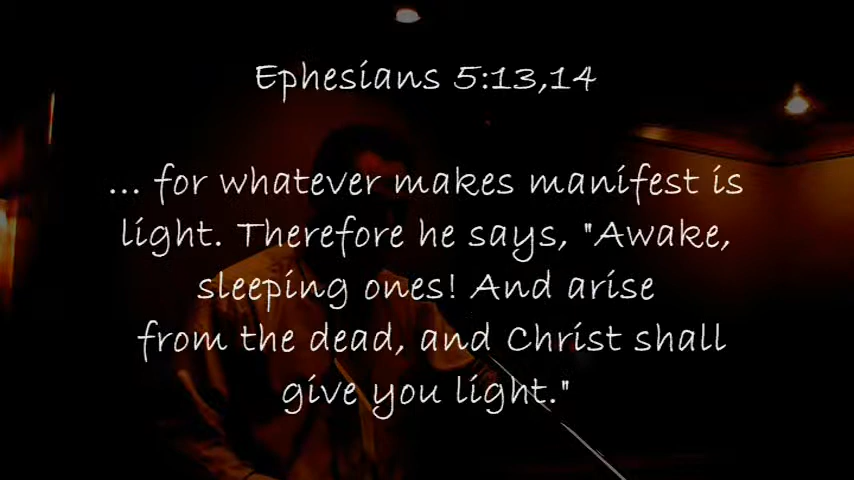 Ephesians 5:13,14
... for whatever makes manifest is
light. Therefore he says, "Awake,
sleeping ones! And arise
from the dead, and Christ shall
give you light."